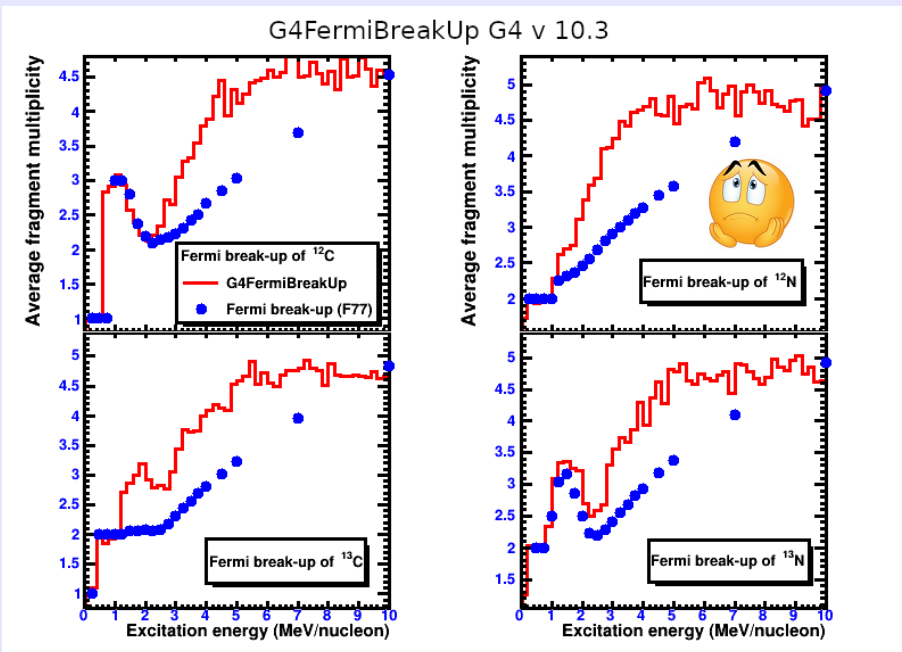 G4FermiBreakUp G4 v 10.3
Average fragment multiplicity
4.5
4
3.5
3
2.5
2
1.5
1
Fermi break-up of ¹²C
G4FermiBreakUp
Fermi break-up (F77)
Average fragment multiplicity
5
4.5
4
3.5
3
2.5
2
Fermi break-up of ¹²N
5
4.5
4
3.5
3
2.5
2
1.5
1
Fermi break-up of ¹³C
0 1 2 3 4 5 6 7 8 9 10
Excitation energy (MeV/nucleon)
5
4.5
4
3.5
3
2.5
2
1.5
Fermi break-up of ¹³N
0 1 2 3 4 5 6 7 8 9 10
Excitation energy (MeV/nucleon)